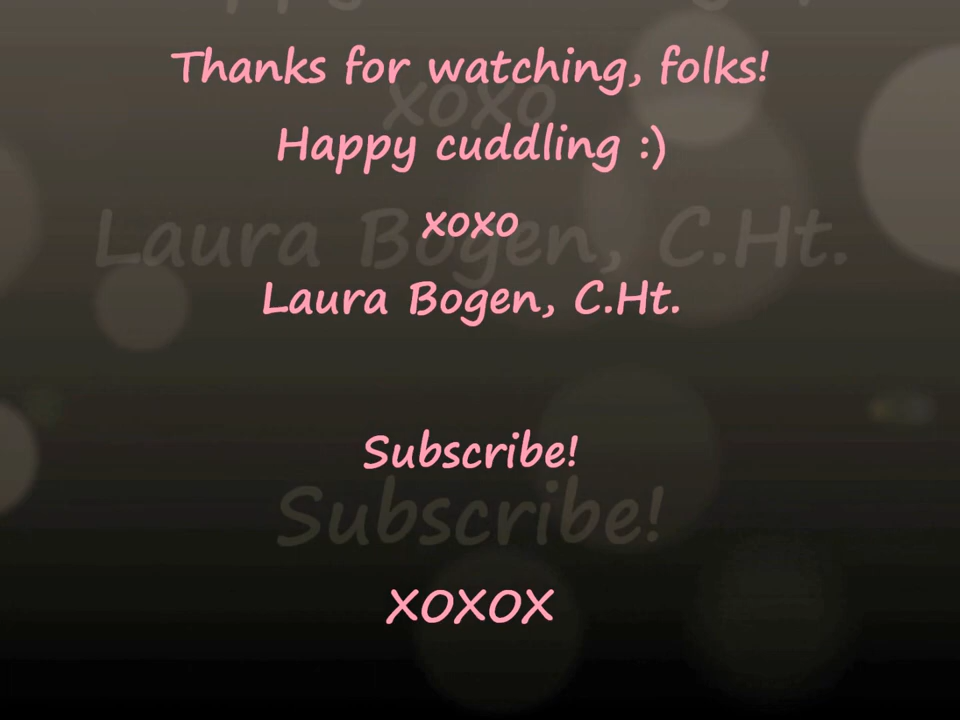 Thanks for watching, folks!
Happy cuddling :)
xoxo
Laura Bogen, C.Ht.
Subscribe!
XOXOX